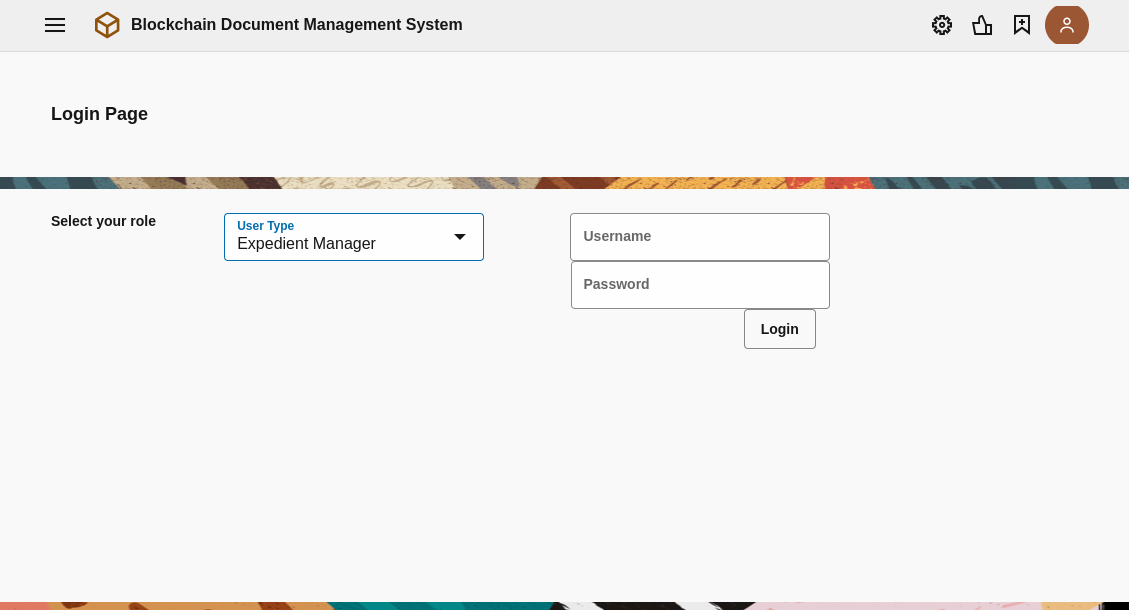 Blockchain Document Management System
Login Page
Select your role
User Type
Expedient Manager
Username
Password
Login